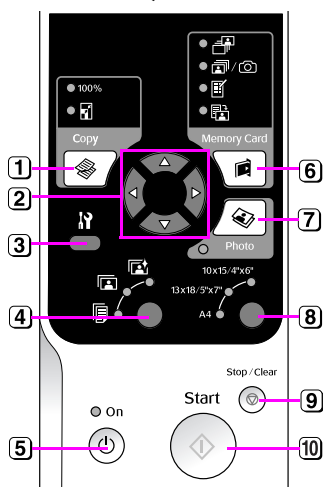 100%
Copy
Memory Card
1
2
3
4
5
6
7
8
9
10
Photo
10x15/4"x6"
13x18/5"x7"
A4
Stop/Clear
On
Start